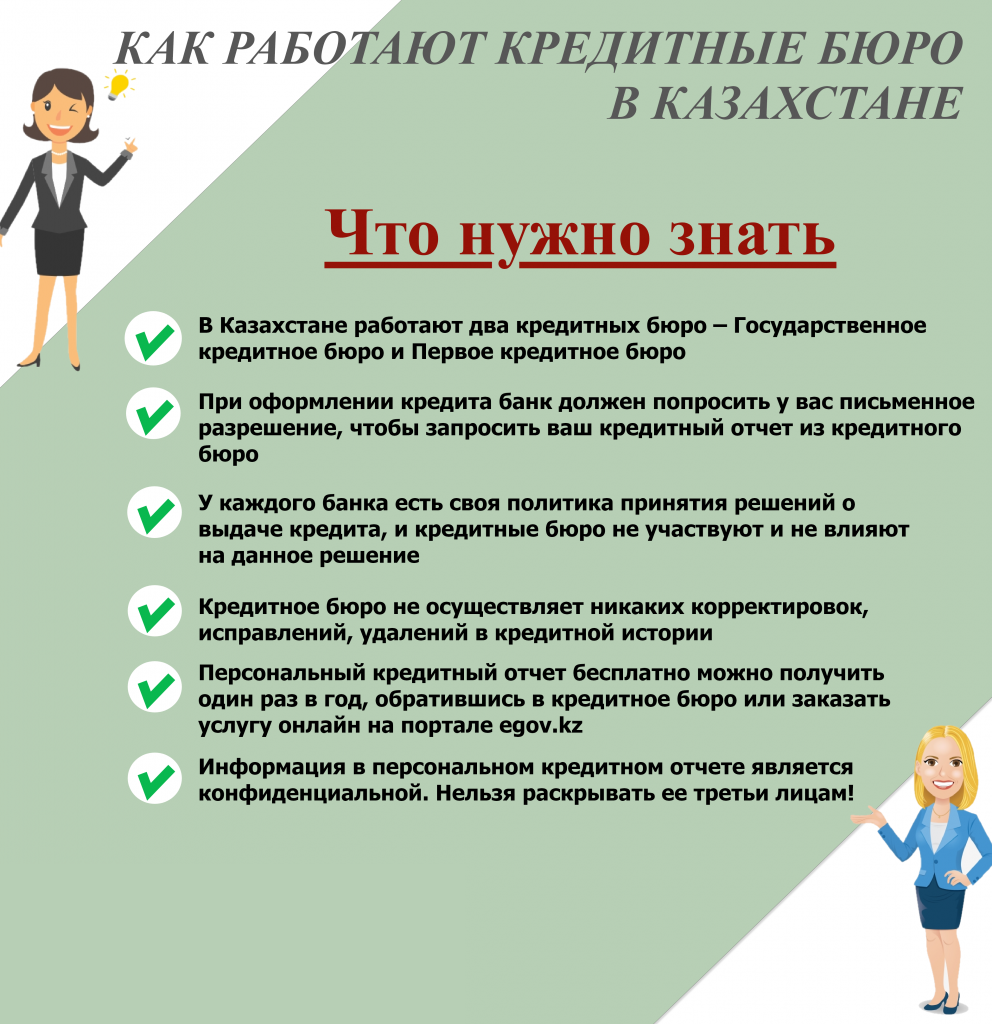 КАК РАБОТАЮТ КРЕДИТНЫЕ БЮРО
В КАЗАХСТАНЕ
Что нужно знать
В Казахстане работают два кредитных бюро – Государственное
кредитное бюро и Первое кредитное бюро
При оформлении кредита банк должен попросить у вас письменное
разрешение, чтобы запросить ваш кредитный отчет из кредитного
бюро
У каждого банка есть своя политика принятия решений о
выдаче кредита, и кредитные бюро не участвуют и не влияют
на данное решение
Кредитное бюро не осуществляет никаких корректировок,
исправлений, удалений в кредитной истории
Персональный кредитный отчет бесплатно можно получить
один раз в год, обратившись в кредитное бюро или заказать
услугу онлайн на портале egov.kz
Информация в персональном кредитном отчете является
конфиденциальной. Нельзя раскрывать ее третьи лицам!